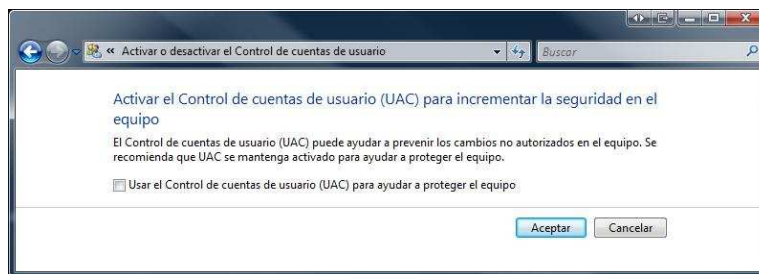 « Activar o desactivar el Control de cuentas de usuario
Buscar
Activar el Control de cuentas de usuario (UAC) para incrementar la seguridad en el
equipo
El Control de cuentas de usuario (UAC) puede ayudar a prevenir los cambios no autorizados en el equipo. Se
recomienda que UAC se mantenga activado para ayudar a proteger el equipo.
Usar el Control de cuentas de usuario (UAC) para ayudar a proteger el equipo
Aceptar
Cancelar